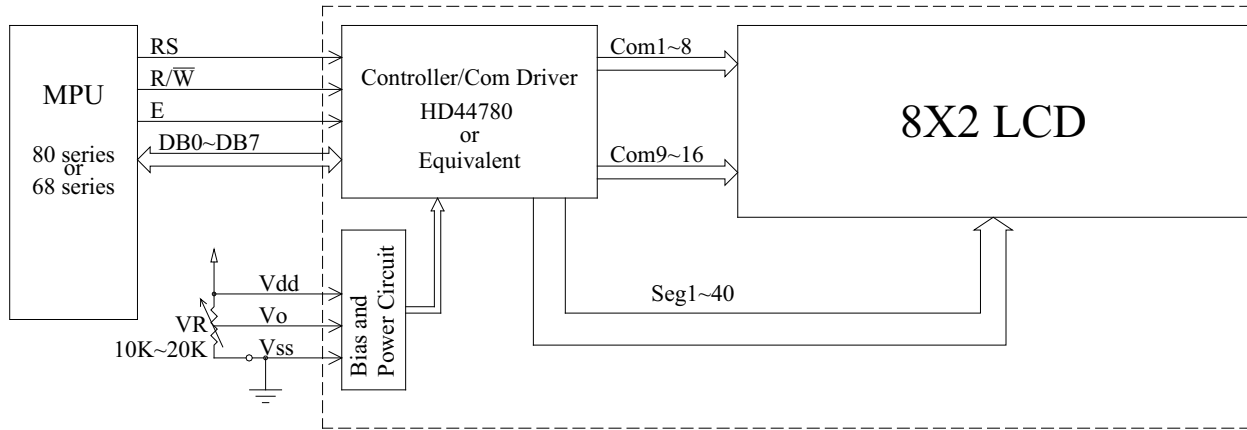 MPU
80 series
or
68 series
RS
R/W̅
E
DB0~DB7
Controller/Com Driver
HD44780
or
Equivalent
Com1~8
Com9~16
8X2 LCD
Seg1~40
Vdd
Vo
Vss
VR
10K~20K
Bias and
Power Circuit